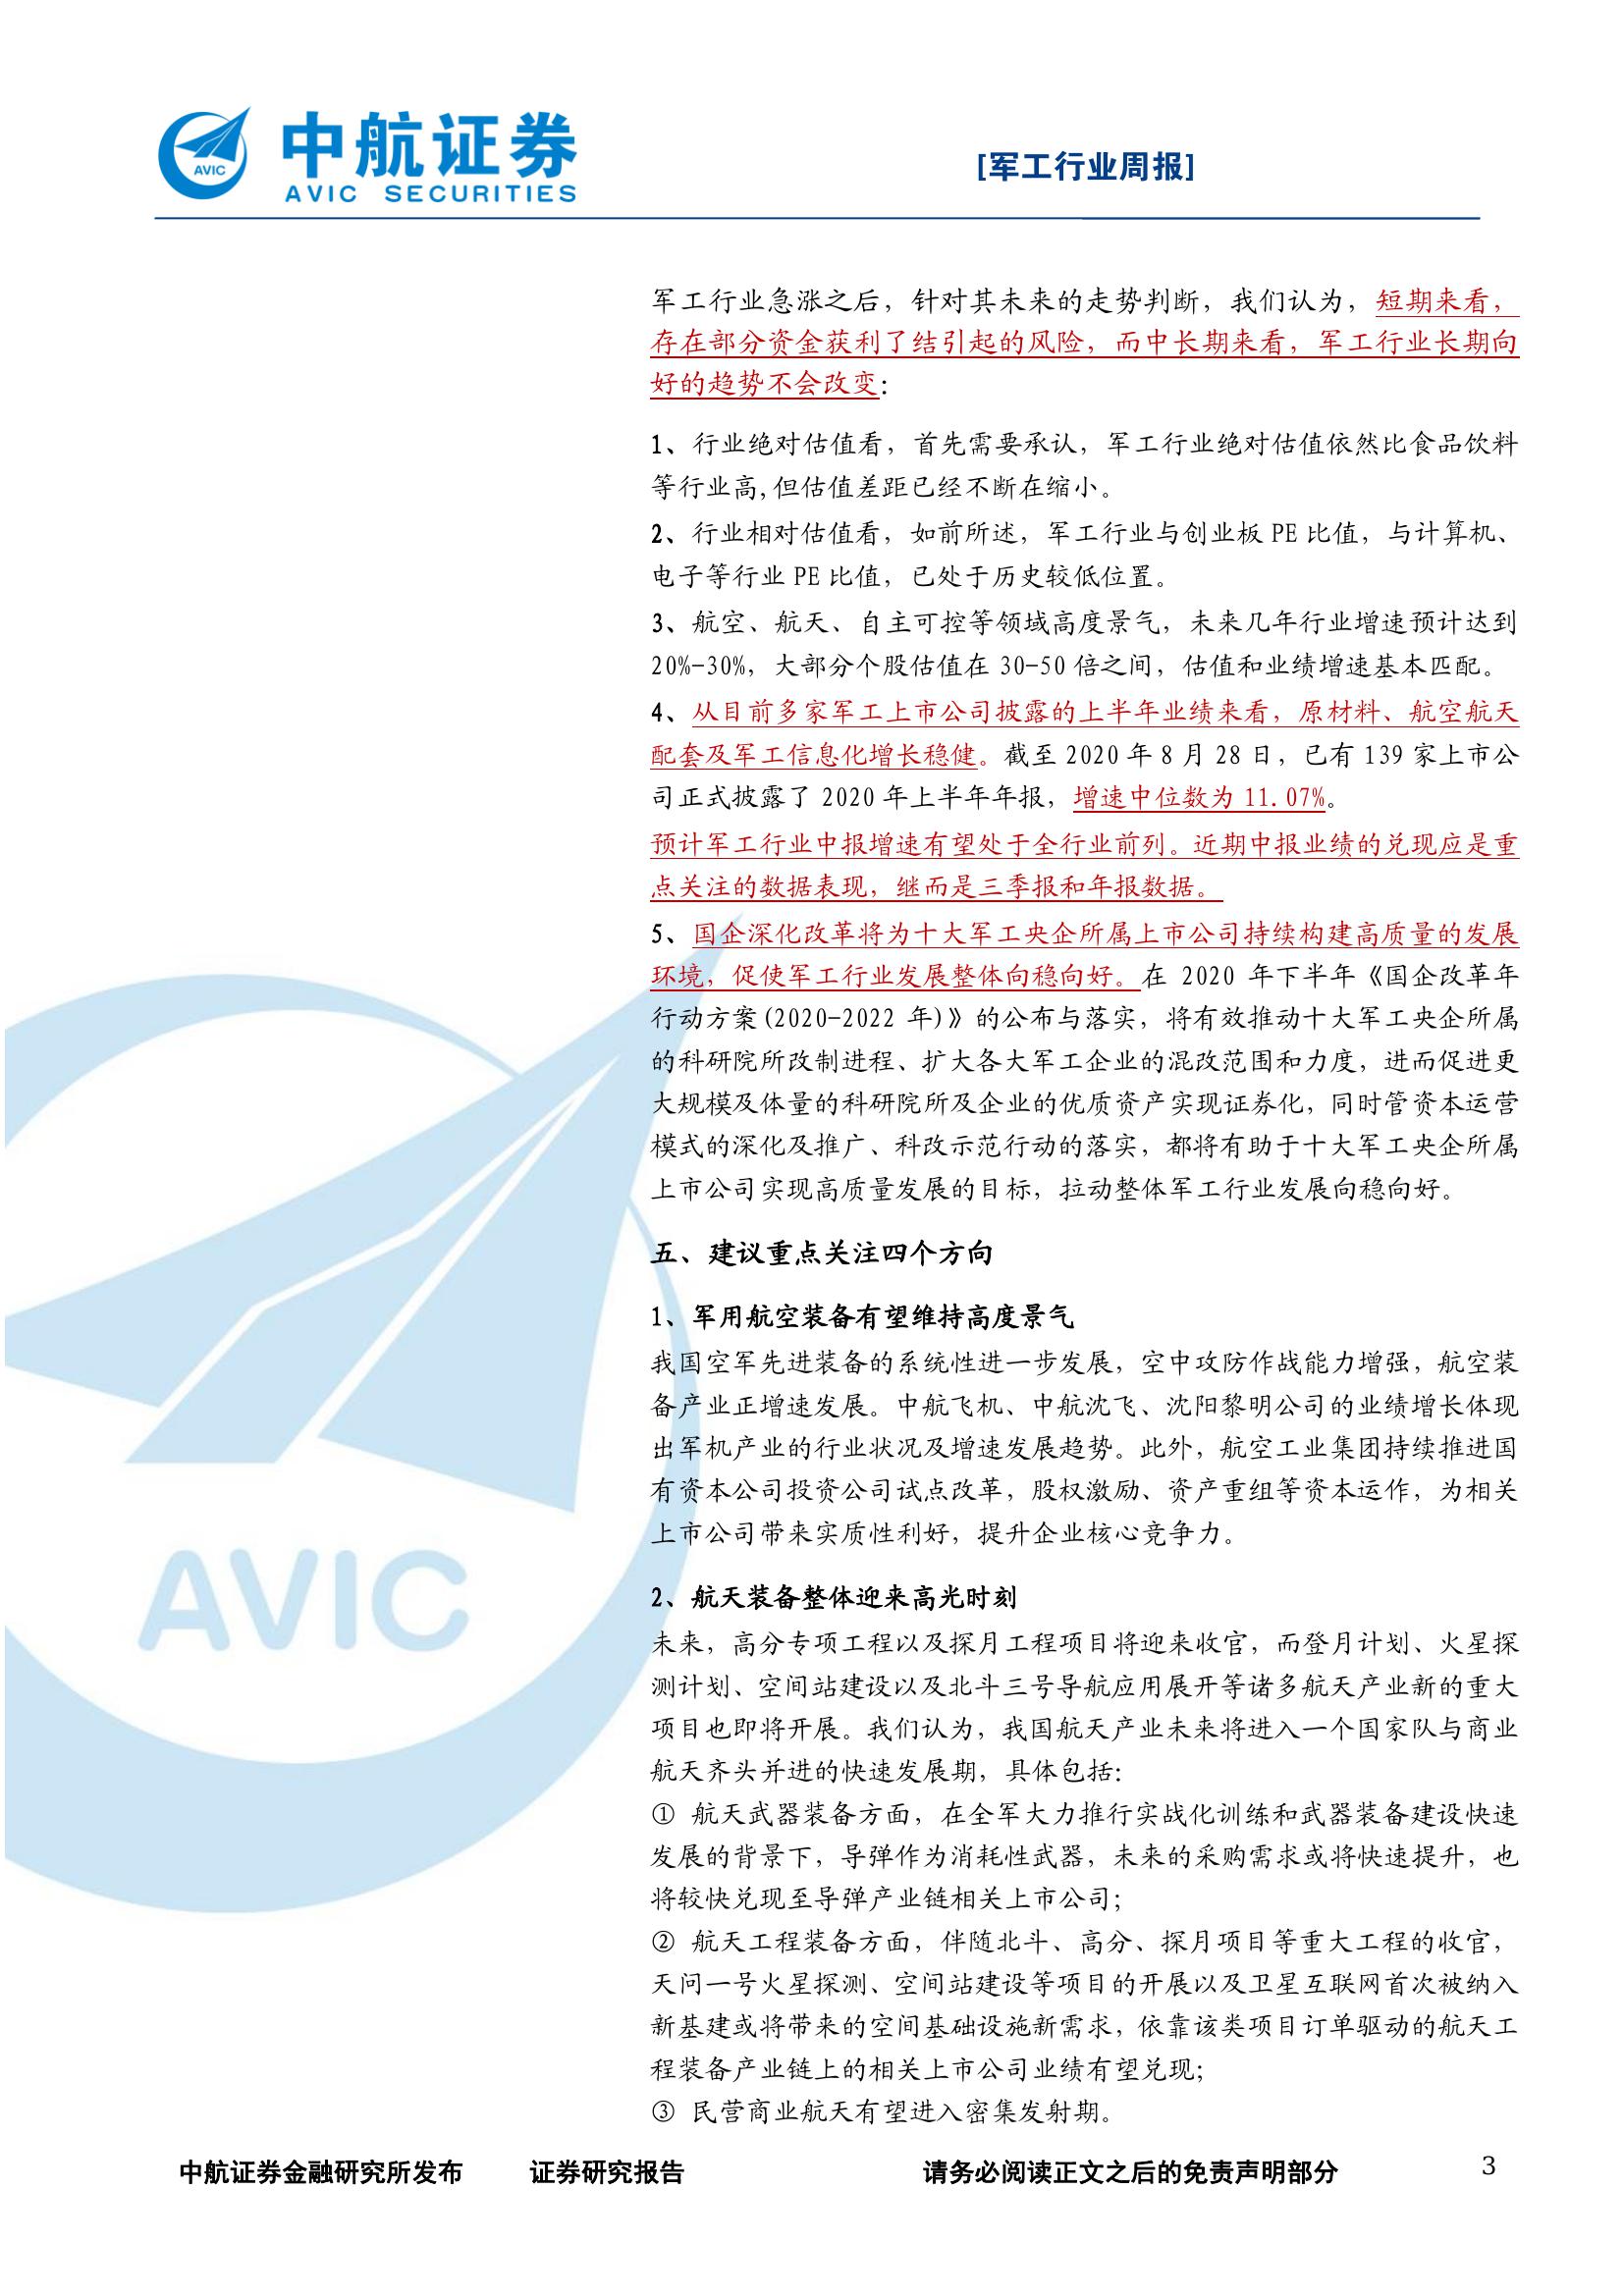 中航证券
AVIC SECURITIES
AVIC
[军工行业周报]
军工行业急涨之后，针对其未来的走势判断，我们认为，短期来看，
存在部分资金获利了结引起的风险，而中长期来看，军工行业长期向
好的趋势不会改变：
1、行业绝对估值看，首先需要承认，军工行业绝对估值依然比食品饮料
等行业高,但估值差距已经不断在缩小。
2、行业相对估值看，如前所述，军工行业与创业板 PE 比值，与计算机、
电子等行业 PE 比值，已处于历史较低位置。
3、航空、航天、自主可控等领域高度景气，未来几年行业增速预计达到
20%-30%，大部分个股估值在 30-50 倍之间，估值和业绩增速基本匹配。
4、从目前多家军工上市公司披露的上半年业绩来看，原材料、航空航天
配套及军工信息化增长稳健。截至 2020 年 8 月 28 日，已有 139 家上市公
司正式披露了 2020 年上半年年报，增速中位数为 11.07%。
预计军工行业中报增速有望处于全行业前列。近期中报业绩的兑现应是重
点关注的数据表现，继而是三季报和年报数据。
5、国企深化改革将为十大军工央企所属上市公司持续构建高质量的发展
环境，促使军工行业发展整体向稳向好。在 2020 年下半年《国企改革年
行动方案(2020-2022 年)》的公布与落实，将有效推动十大军工央企所属
的科研院所改制进程、扩大各大军工企业的混改范围和力度，进而促进更
大规模及体量的科研院所及企业的优质资产实现证券化，同时管资本运营
模式的深化及推广、科改示范行动的落实，都将有助于十大军工央企所属
上市公司实现高质量发展的目标，拉动整体军工行业发展向稳向好。
五、建议重点关注四个方向
1、军用航空装备有望维持高度景气
我国空军先进装备的系统性进一步发展，空中攻防作战能力增强，航空装
备产业正增速发展。中航飞机、中航沈飞、沈阳黎明公司的业绩增长体现
出军机产业的行业状况及增速发展趋势。此外，航空工业集团持续推进国
有资本公司投资公司试点改革，股权激励、资产重组等资本运作，为相关
上市公司带来实质性利好，提升企业核心竞争力。
2、航天装备整体迎来高光时刻
未来，高分专项工程以及探月工程项目将迎来收官，而登月计划、火星探
测计划、空间站建设以及北斗三号导航应用展开等诸多航天产业新的重大
项目也即将开展。我们认为，我国航天产业未来将进入一个国家队与商业
航天齐头并进的快速发展期，具体包括：
① 航天武器装备方面，在全军大力推行实战化训练和武器装备建设快速
发展的背景下，导弹作为消耗性武器，未来的采购需求或将快速提升，也
将较快兑现至导弹产业链相关上市公司；
② 航天工程装备方面，伴随北斗、高分、探月项目等重大工程的收官，
天问一号火星探测、空间站建设等项目的开展以及卫星互联网首次被纳入
新基建或将带来的空间基础设施新需求，依靠该类项目订单驱动的航天工
程装备产业链上的相关上市公司业绩有望兑现；
③ 民营商业航天有望进入密集发射期。
AVIC
中航证券金融研究所发布 证券研究报告 请务必阅读正文之后的免责声明部分 3